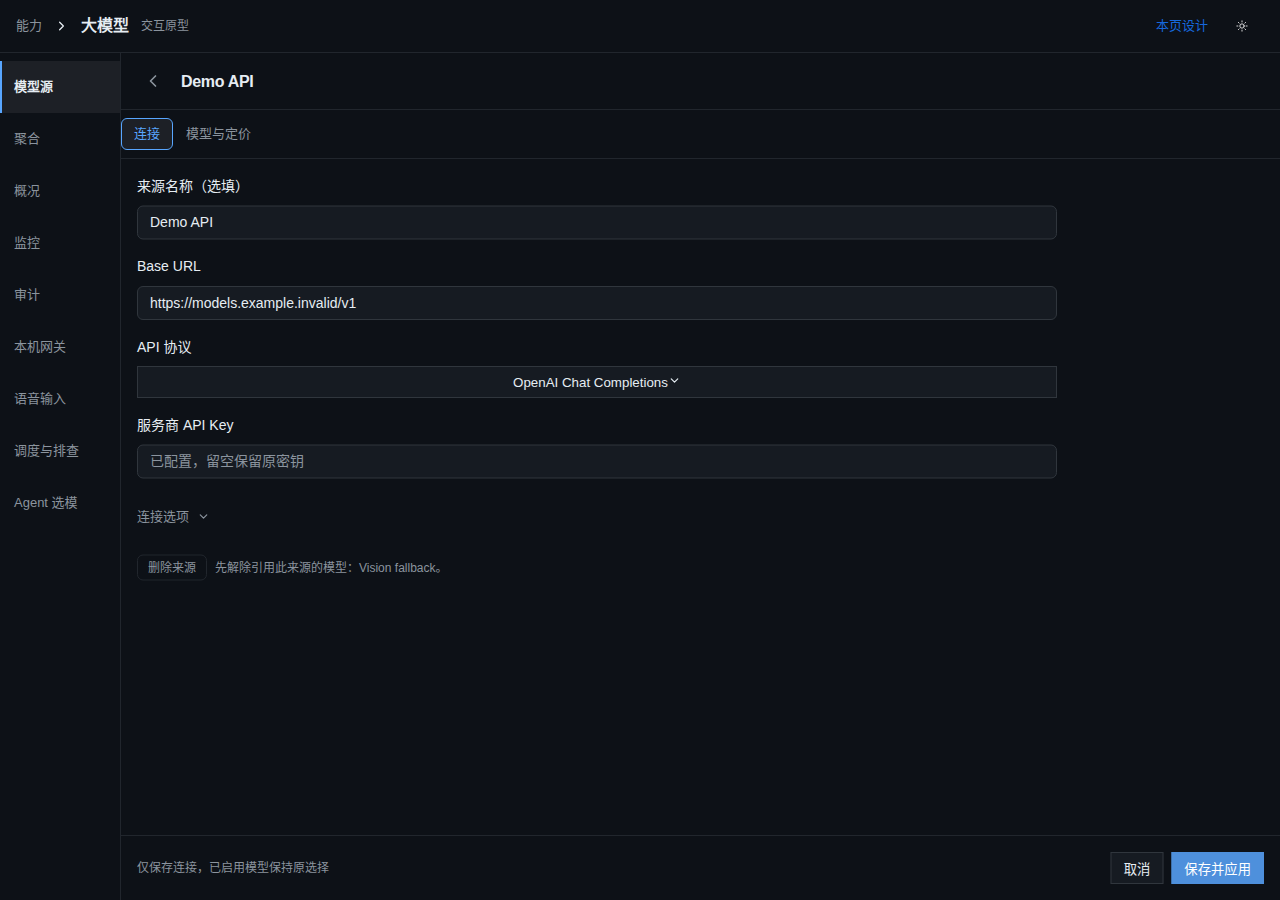 能力 大模型 交互原型 本页设计
模型源
聚合
概况
监控
审计
本机网关
语音输入
调度与排查
Agent 选模
Demo API
连接 模型与定价
来源名称（选填）
Demo API
Base URL
https://models.example.invalid/v1
API 协议
OpenAI Chat Completions
服务商 API Key
已配置，留空保留原密钥
连接选项
删除来源 先解除引用此来源的模型：Vision fallback。
仅保存连接，已启用模型保持原选择 取消 保存并应用